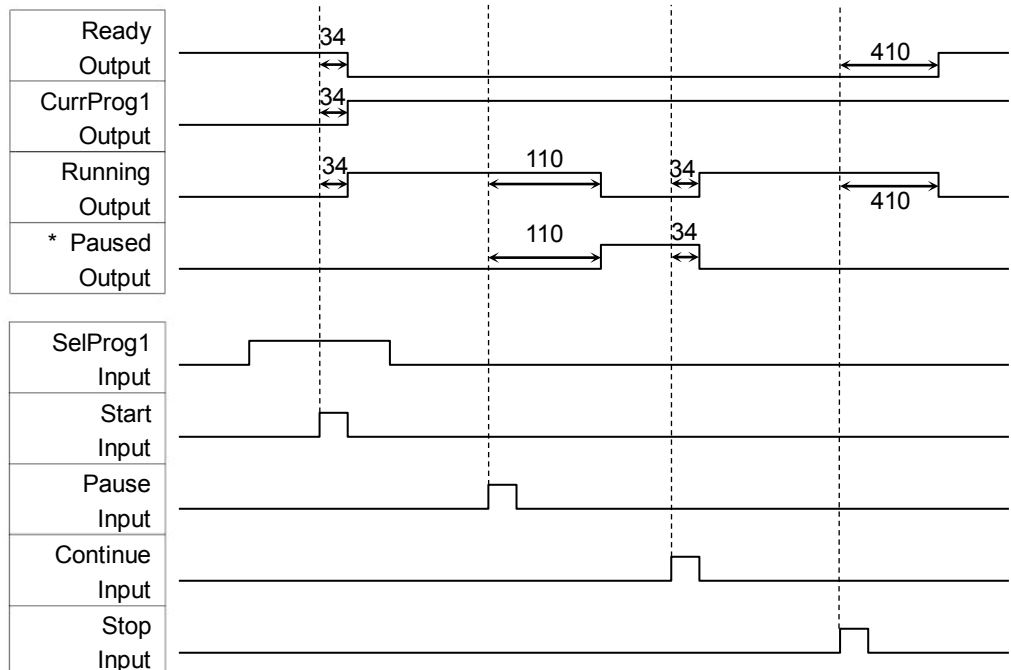 Ready
Output
34
410
CurrProg1
Output
34
Running
Output
34
110
34
410
* Paused
Output
110
34
SelProg1
Input
Start
Input
Pause
Input
Continue
Input
Stop
Input